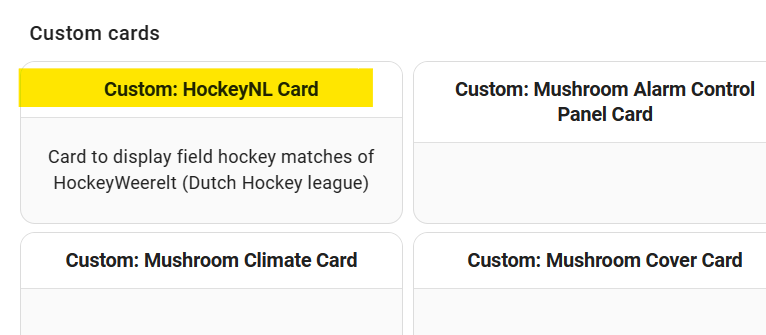 Custom cards
Custom: HockeyNL Card
Card to display field hockey matches of
HockeyWeerelt (Dutch Hockey league)
Custom: Mushroom Alarm Control
Panel Card
Custom: Mushroom Climate Card
Custom: Mushroom Cover Card